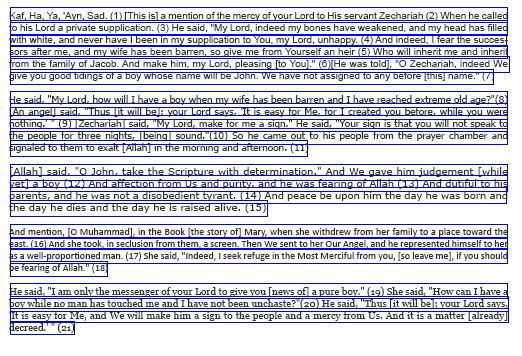 Kaf, Ha, Ya, 'Ayn, Sad. (1) [This is] a mention of the mercy of your Lord to His servant Zechariah (2) When he called
to his Lord a private supplication. (3) He said, "My Lord, indeed my bones have weakened, and my head has filled
with white, and never have I been in my supplication to You, my Lord, unhappy. (4) And indeed, I fear the succes-
sors after me, and my wife has been barren, so give me from Yourself an heir (5) Who will inherit me and inherit
from the family of Jacob. And make him, my Lord, pleasing [to You]." (6)[He was told], "O Zechariah, indeed We
give you good tidings of a boy whose name will be John. We have not assigned to any before [this] name." (7)
He said, "My Lord, how will I have a boy when my wife has been barren and I have reached extreme old age?"(8)
[An angel] said, "Thus [it will be]; your Lord says, 'It is easy for Me, for I created you before, while you were
nothing.' " (9) [Zechariah] said, "My Lord, make for me a sign." He said, "Your sign is that you will not speak to
the people for three nights, [being] sound."(10) So he came out to his people from the prayer chamber and
signaled to them to exalt [Allah] in the morning and afternoon. (11)
[Allah] said, "O John, take the Scripture with determination." And We gave him judgement [while
yet] a boy (12) And affection from Us and purity, and he was fearing of Allah (13) And dutiful to his
parents, and he was not a disobedient tyrant. (14) And peace be upon him the day he was born and
the day he dies and the day he is raised alive. (15)
And mention, [O Muhammad], in the Book [the story of] Mary, when she withdrew from her family to a place toward the
east. (16) And she took, in seclusion from them, a screen. Then We sent to her Our Angel, and he represented himself to her
as a well-proportioned man. (17) She said, "Indeed, I seek refuge in the Most Merciful from you, [so leave me], if you should
be fearing of Allah." (18)
He said, "I am only the messenger of your Lord to give you [news of] a pure boy." (19) She said, "How can I have a
boy while no man has touched me and I have not been unchaste?"(20) He said, "Thus [it will be]; your Lord says,
'It is easy for Me, and We will make him a sign to the people and a mercy from Us. And it is a matter [already]
decreed.' " (21)